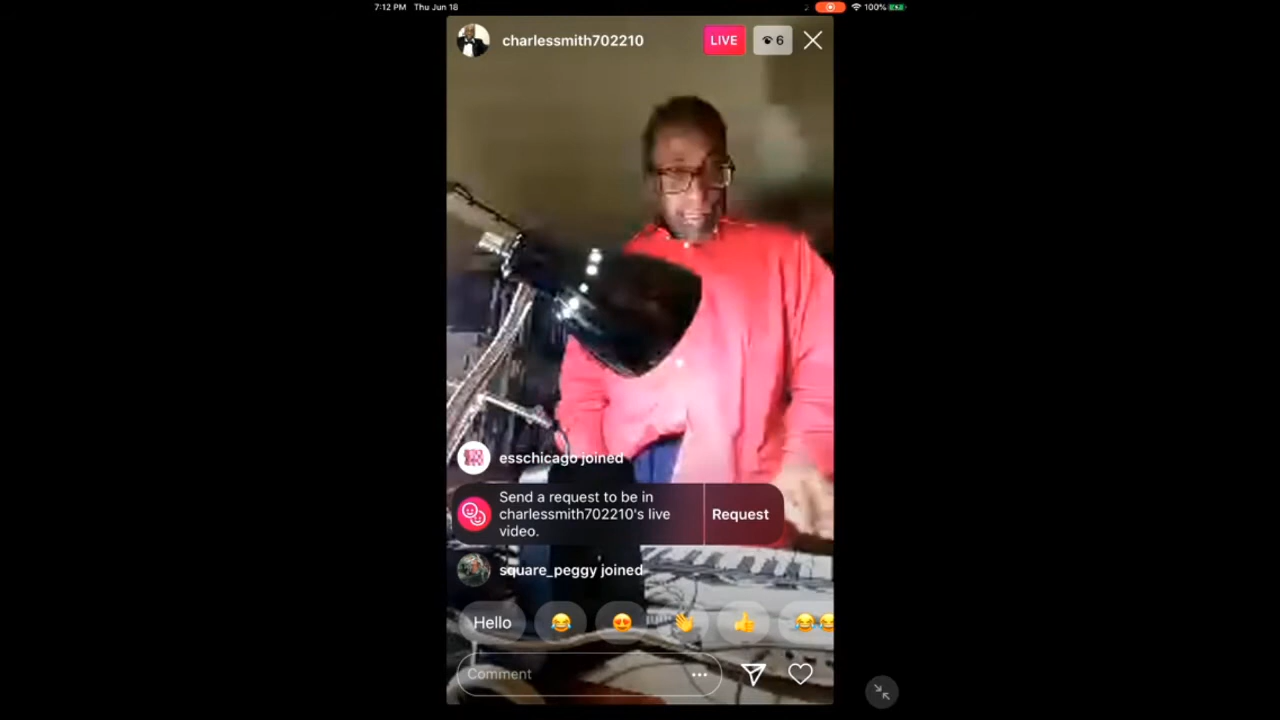 7:12 PM Thu Jun 18
100%
charlessmith702210
LIVE
6
esschicago joined
Send a request to be in
charlessmith702210's live
video.
Request
square_peggy joined
Hello
Comment